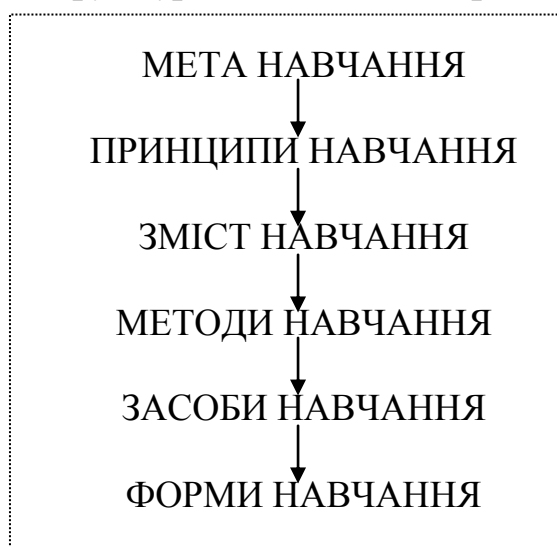 МЕТА НАВЧАННЯ
ПРИНЦИПИ НАВЧАННЯ
ЗМІСТ НАВЧАННЯ
МЕТОДИ НАВЧАННЯ
ЗАСОБИ НАВЧАННЯ
ФОРМИ НАВЧАННЯ